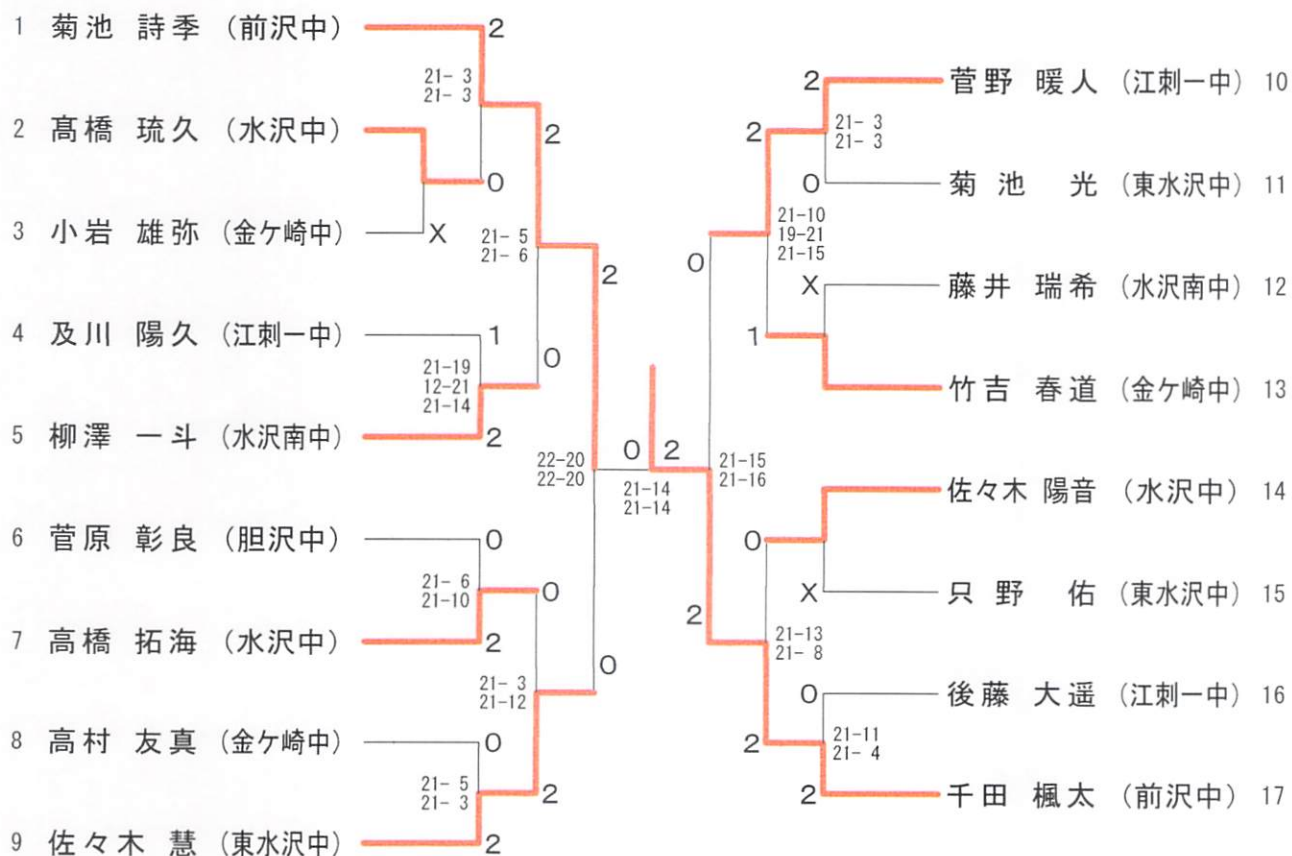 1 菊池 詩季 (前沢中) 2
21- 3
21- 3
2 髙橋 琉久 (水沢中)
2
0
3 小岩 雄弥 (金ケ崎中) X
21- 5
21- 6
2
4 及川 陽久 (江刺一中) 1
0
21-19
12-21
21-14
5 柳澤 一斗 (水沢南中) 2
22-20
22-20
6 菅原 彰良 (胆沢中) 0
21- 6
21-10
0
7 高橋 拓海 (水沢中) 2
0
21- 3
21-12
8 高村 友真 (金ケ崎中) 0
21- 5
21- 3
2
9 佐々木 慧 (東水沢中) 2
0 2
21-14
21-14
2 菅野 暖人 (江刺一中) 10
2
21- 3
21- 3
0 菊池 光 (東水沢中) 11
21-10
19-21
21-15
0
X 藤井 瑞希 (水沢南中) 12
1
竹吉 春道 (金ケ崎中) 13
21-15
21-16
佐々木 陽音 (水沢中) 14
0
X 只野 佑 (東水沢中) 15
2
21-13
21- 8
0 後藤 大遥 (江刺一中) 16
2
21-11
21- 4
2 千田 楓太 (前沢中) 17